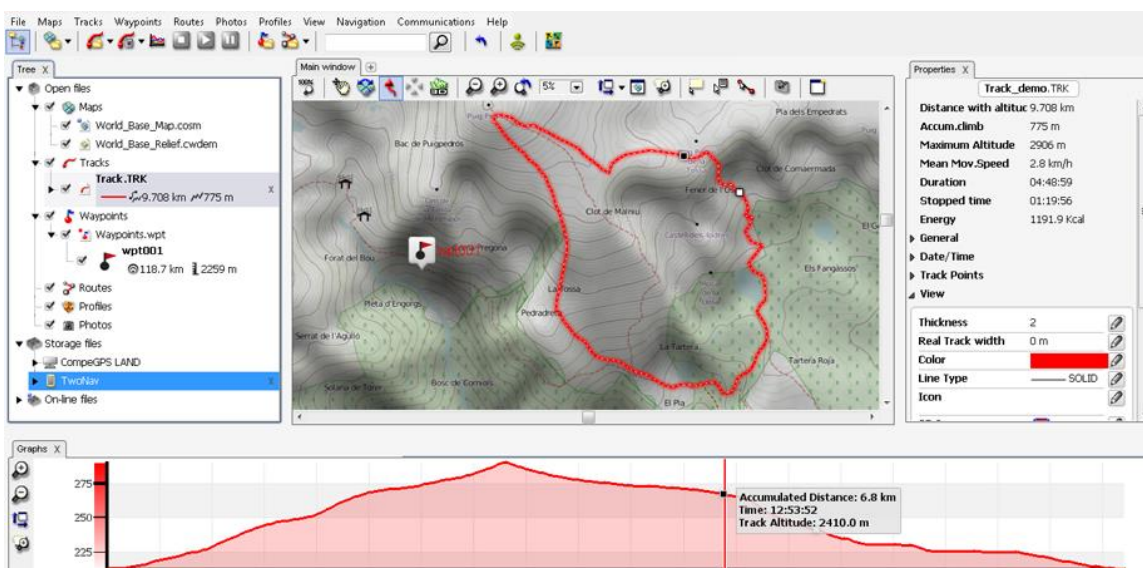 File Maps Tracks Waypoints Routes Photos Profiles View Navigation Communications Help
Tree X
Open files
Maps
World_Base_Map.cosm
World_Base_Relief.cwdem
Tracks
Track.TRK
9.708 km 775 m
Waypoints
Waypoints.wpt
wpt001
118.7 km 2259 m
Routes
Profiles
Photos
Storage files
CompeGPS LAND
TwoNav X
On-line files
Main window
100%
5%
Pla dels Empedrats
Bac de Puigpedrós
Clot de Comaermada
Fener de l'Os
Clot de Malniu
Forat del Bou
Els Fangassos
La Fossa
Pleta d'Engorgs
Serrat de l'Agulló
La Tartera
Tartera Roja
Bosc de Comors
El Pla
Properties X
Track_demo.TRK
Distance with altituc 9.708 km
Accum.climb 775 m
Maximum Altitude 2906 m
Mean Mov.Speed 2.8 km/h
Duration 04:48:59
Stopped time 01:19:56
Energy 1191.9 Kcal
General
Date/Time
Track Points
View
Thickness 2
Real Track width 0 m
Color
Line Type SOLID
Icon
Graphs X
275
250
225
Accumulated Distance: 6.8 km
Time: 12:53:52
Track Altitude: 2410.0 m